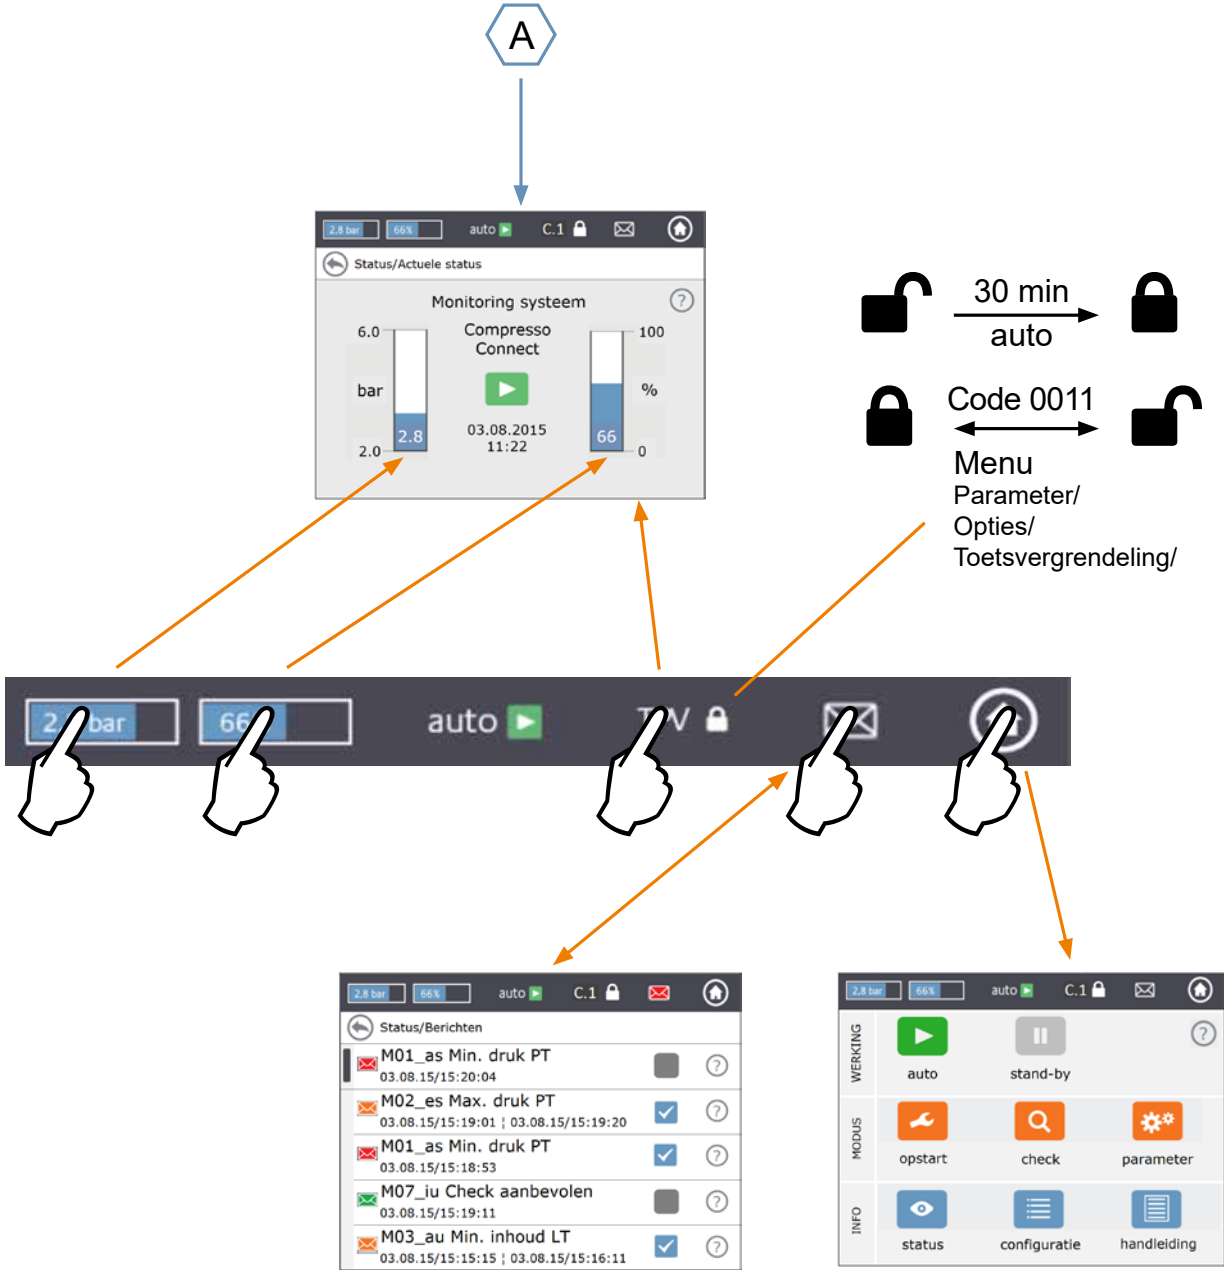 A
2,8 bar 66% auto C.1
Status/Actuele status
Monitoring systeem ?
6.0 Compresso 100
Connect
bar %
2.8 03.08.2015 66
11:22
2.0 0
30 min
auto
Code 0011
Menu
Parameter/
Opties/
Toetsvergrendeling/
bar auto
2,8 bar 66% auto C.1
Status/Berichten
M01_as Min. druk PT
03.08.15/15:20:04 ?
M02_es Max. druk PT
03.08.15/15:19:01 ¦ 03.08.15/15:19:20 ?
M01_as Min. druk PT
03.08.15/15:18:53 ?
M07_iu Check aanbevolen
03.08.15/15:19:11 ?
M03_au Min. inhoud LT
03.08.15/15:15:15 ¦ 03.08.15/15:16:11 ?
2,8 bar 66% auto C.1
WERKING ?
auto stand-by
MODUS
opstart check parameter
INFO
status configuratie handleiding